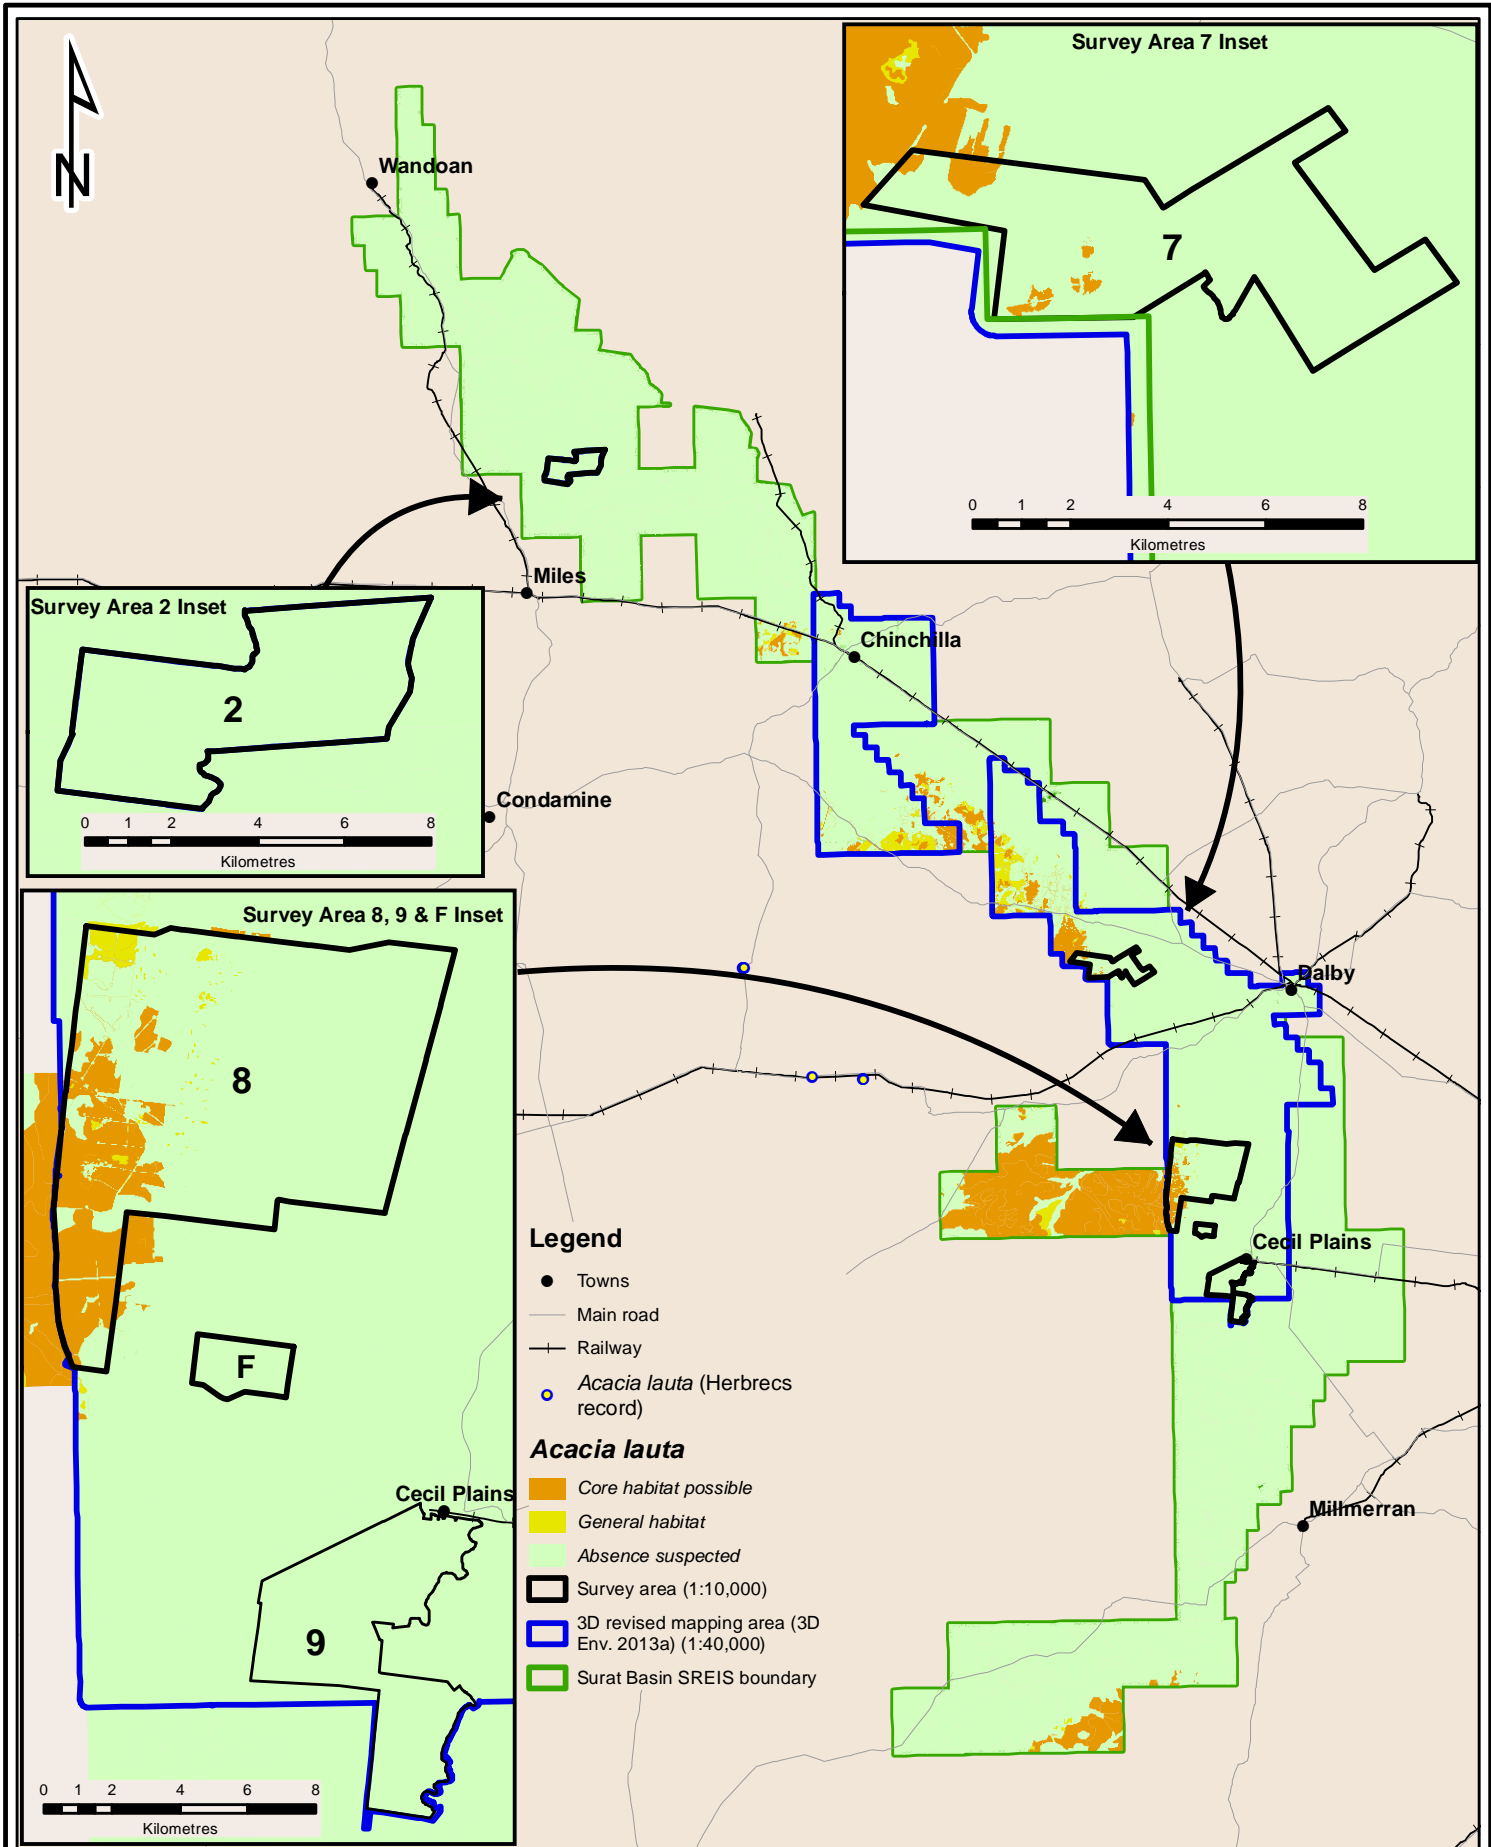 N
Wandoan
Miles
Chinchilla
Condamine
Dalby
Cecil Plains
Millmerran
Survey Area 7 Inset
7
0 1 2 4 6 8
Kilometres
Survey Area 2 Inset
2
0 1 2 4 6 8
Kilometres
Survey Area 8, 9 & F Inset
8
F
Cecil Plains
9
0 1 2 4 6 8
Kilometres
Legend
Towns
Main road
Railway
Acacia lauta (Herbrecs
record)
Acacia lauta
Core habitat possible
General habitat
Absence suspected
Survey area (1:10,000)
3D revised mapping area (3D
Env. 2013a) (1:40,000)
Surat Basin SREIS boundary